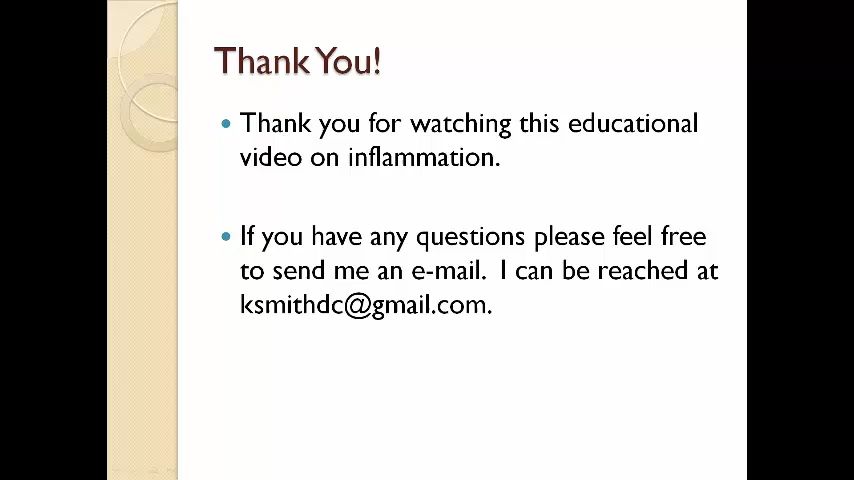 Thank You!
Thank you for watching this educational
video on inflammation.
If you have any questions please feel free
to send me an e-mail.  I can be reached at
ksmithdc@gmail.com.